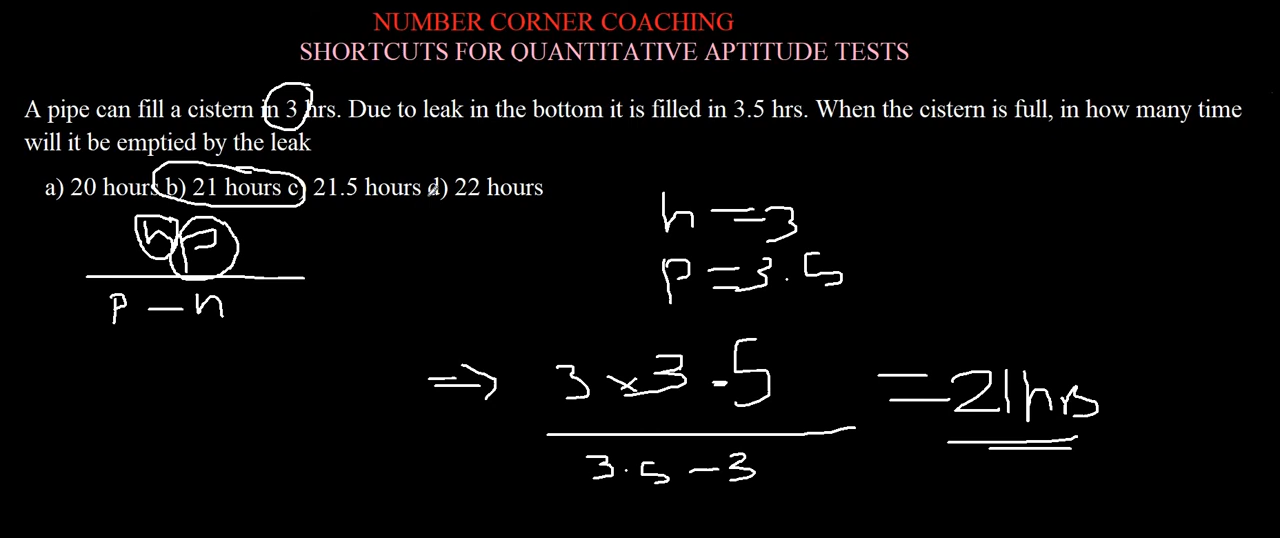 NUMBER CORNER COACHING
SHORTCUTS FOR QUANTITATIVE APTITUDE TESTS
A pipe can fill a cistern in 3 hrs. Due to leak in the bottom it is filled in 3.5 hrs. When the cistern is full, in how many time
will it be emptied by the leak
a) 20 hours b) 21 hours c) 21.5 hours d) 22 hours
n = 3
np
p = 3.5
p - n
=> 3 x 3.5 = 21 hrs
3.5 - 3